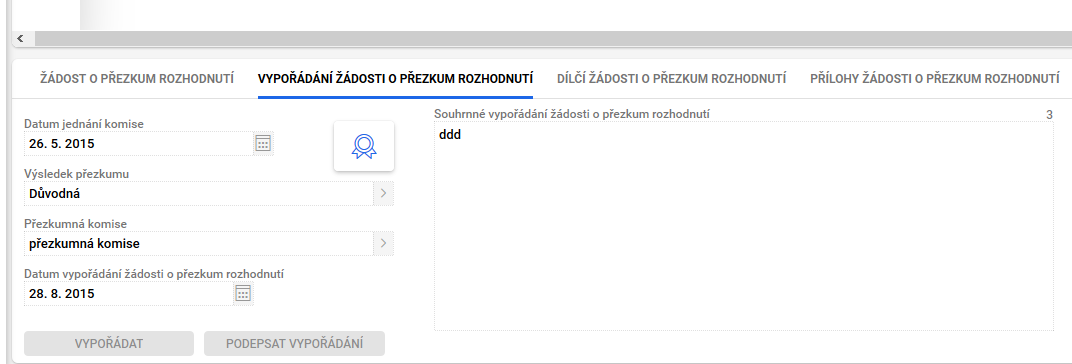 ŽÁDOST O PŘEZKUM ROZHODNUTÍ VYPOŘÁDÁNÍ ŽÁDOSTI O PŘEZKUM ROZHODNUTÍ DÍLČÍ ŽÁDOSTI O PŘEZKUM ROZHODNUTÍ PŘÍLOHY ŽÁDOSTI O PŘEZKUM ROZHODNUTÍ
Datum jednání komise
26. 5. 2015
Výsledek přezkumu
Důvodná
Přezkumná komise
přezkumná komise
Datum vypořádání žádosti o přezkum rozhodnutí
28. 8. 2015
VYPOŘÁDAT PODEPSAT VYPOŘÁDÁNÍ
Souhrnné vypořádání žádosti o přezkum rozhodnutí 3
ddd